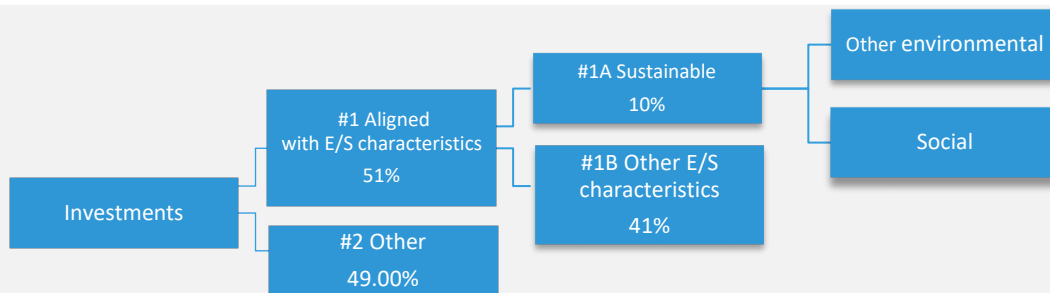 Investments
#1 Aligned
with E/S characteristics
51%
#2 Other
49.00%
#1A Sustainable
10%
#1B Other E/S
characteristics
41%
Other environmental
Social